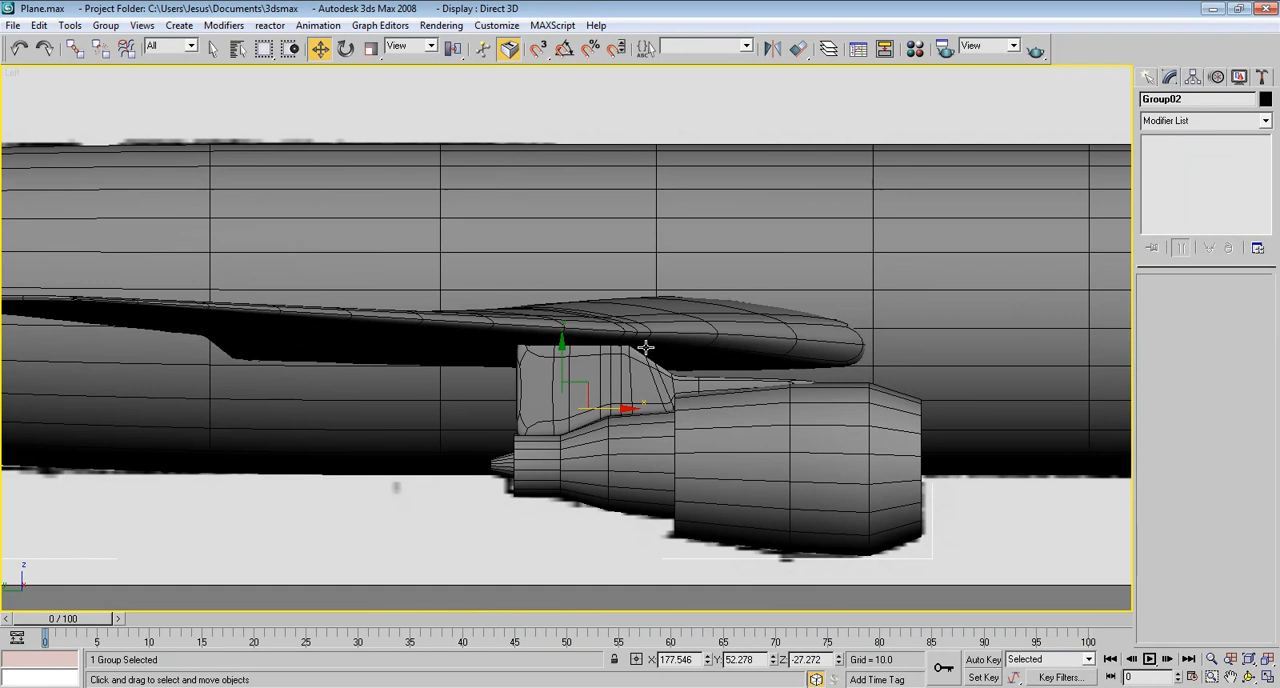 Plane.max - Project Folder: C:\Users\Jesus\Documents\3dsmax - Autodesk 3ds Max 2008 - Display : Direct 3D
File Edit Tools Group Views Create Modifiers reactor Animation Graph Editors Rendering Customize MAXScript Help
All View View
Left
Group02
Modifier List
z
x
z
0 / 100
0 5 10 15 20 25 30 35 40 45 50 55 60 65 70 75 80 85 90 95 100
1 Group Selected X: 177.546 Y: 52.278 Z: -27.272 Grid = 10.0 Auto Key Selected
Click and drag to select and move objects Add Time Tag Set Key Key Filters... 0